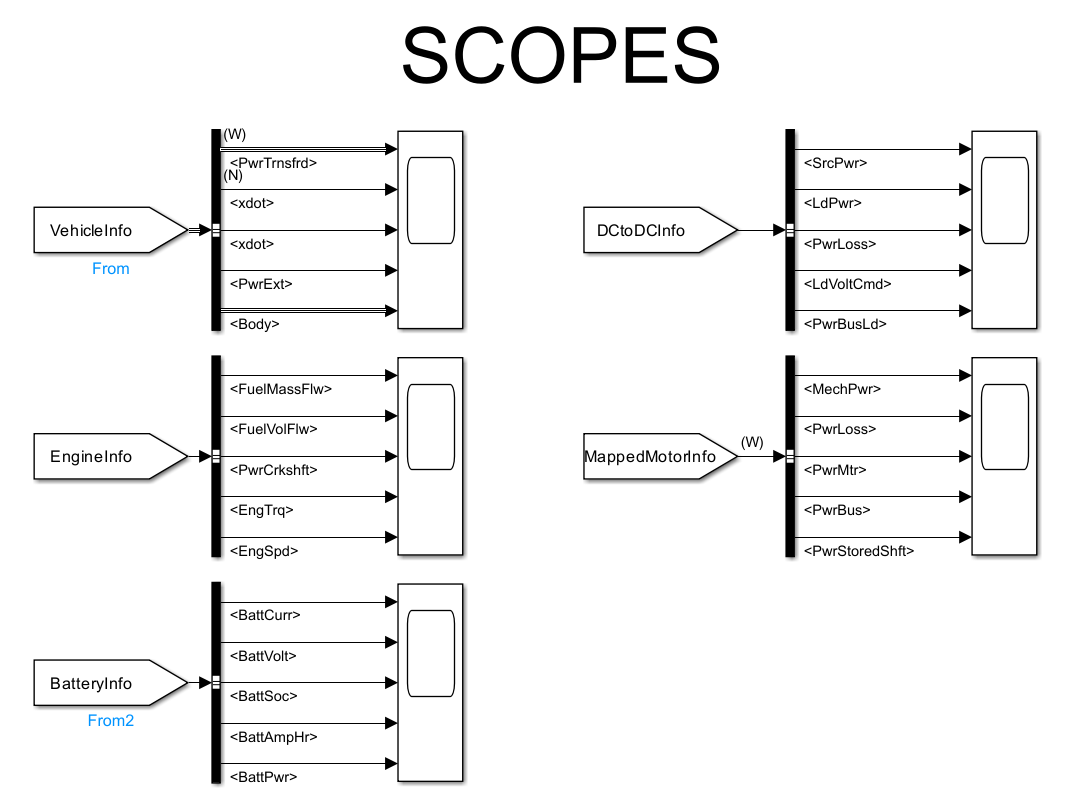 SCOPES
(W)
<PwrTrnsfrd>
(N)
<xdot>
VehicleInfo
<xdot>
From
<PwrExt>
<Body>
<SrcPwr>
<LdPwr>
DCtoDCInfo
<PwrLoss>
<LdVoltCmd>
<PwrBusLd>
<FuelMassFlw>
<FuelVolFlw>
EngineInfo
<PwrCrkshft>
<EngTrq>
<EngSpd>
<MechPwr>
<PwrLoss>
MappedMotorInfo
(W)
<PwrMtr>
<PwrBus>
<PwrStoredShft>
<BattCurr>
<BattVolt>
BatteryInfo
<BattSoc>
From2
<BattAmpHr>
<BattPwr>